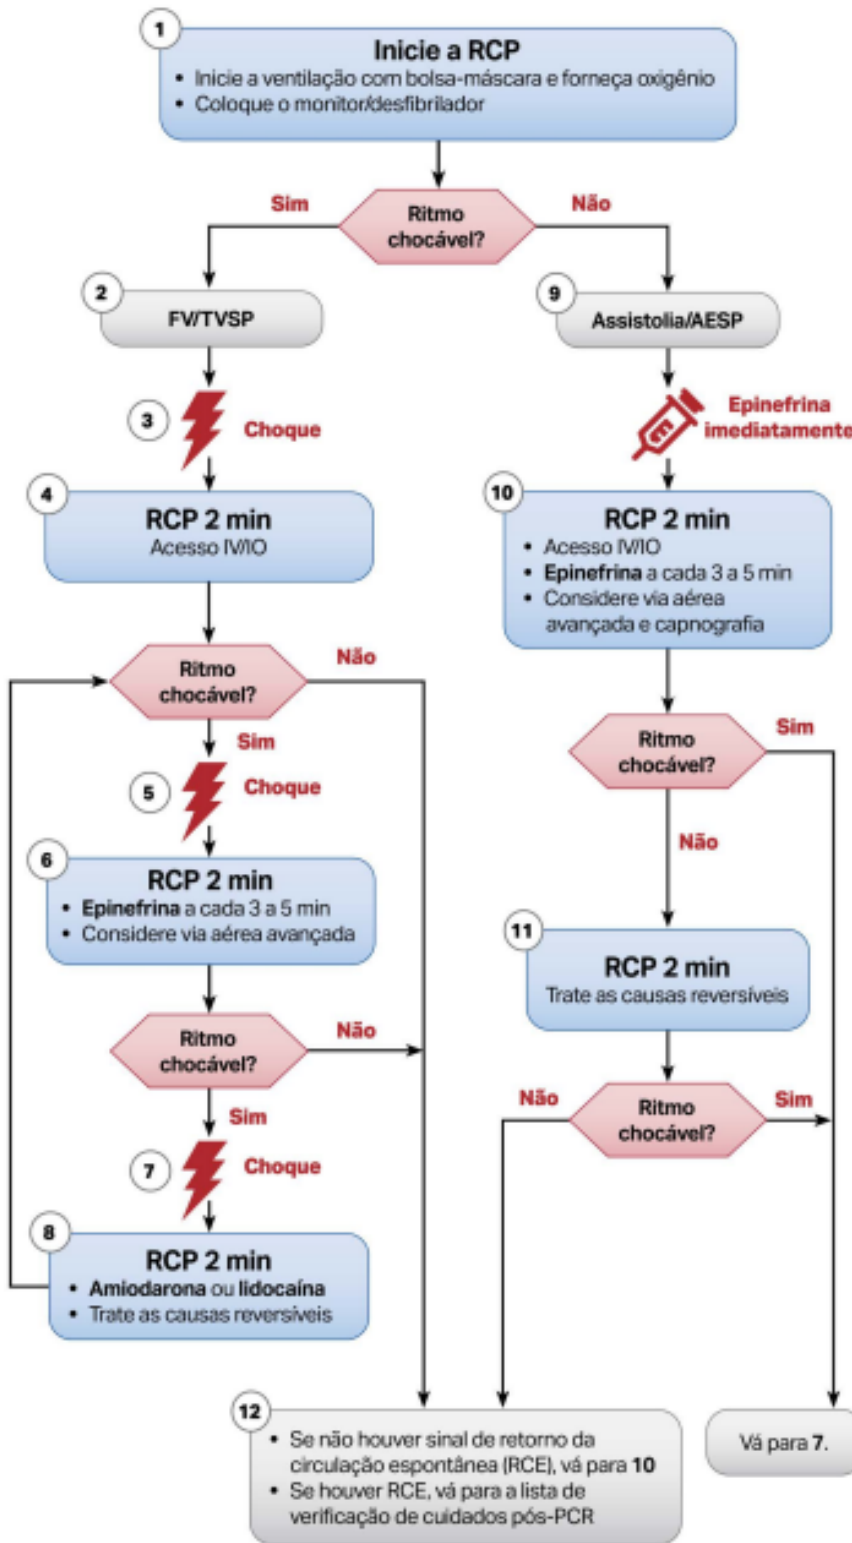 1
Inicie a RCP
• Inicie a ventilação com bolsa-máscara e forneça oxigênio
• Coloque o monitor/desfibrilador
Ritmo
chocável?
Sim
Não
2
FV/TVSP
3
Choque
4
RCP 2 min
Acesso IV/IO
Ritmo
chocável?
Não
Sim
5
Choque
6
RCP 2 min
• Epinefrina a cada 3 a 5 min
• Considere via aérea avançada
Ritmo
chocável?
Não
Sim
7
Choque
8
RCP 2 min
• Amiodarona ou lidocaína
• Trate as causas reversíveis
9
Assistolia/AESP
Epinefrina
imediatamente
10
RCP 2 min
• Acesso IV/IO
• Epinefrina a cada 3 a 5 min
• Considere via aérea
avançada e capnografia
Ritmo
chocável?
Sim
Não
11
RCP 2 min
Trate as causas reversíveis
Ritmo
chocável?
Não
Sim
12
• Se não houver sinal de retorno da
circulação espontânea (RCE), vá para 10
• Se houver RCE, vá para a lista de
verificação de cuidados pós-PCR
Vá para 7.